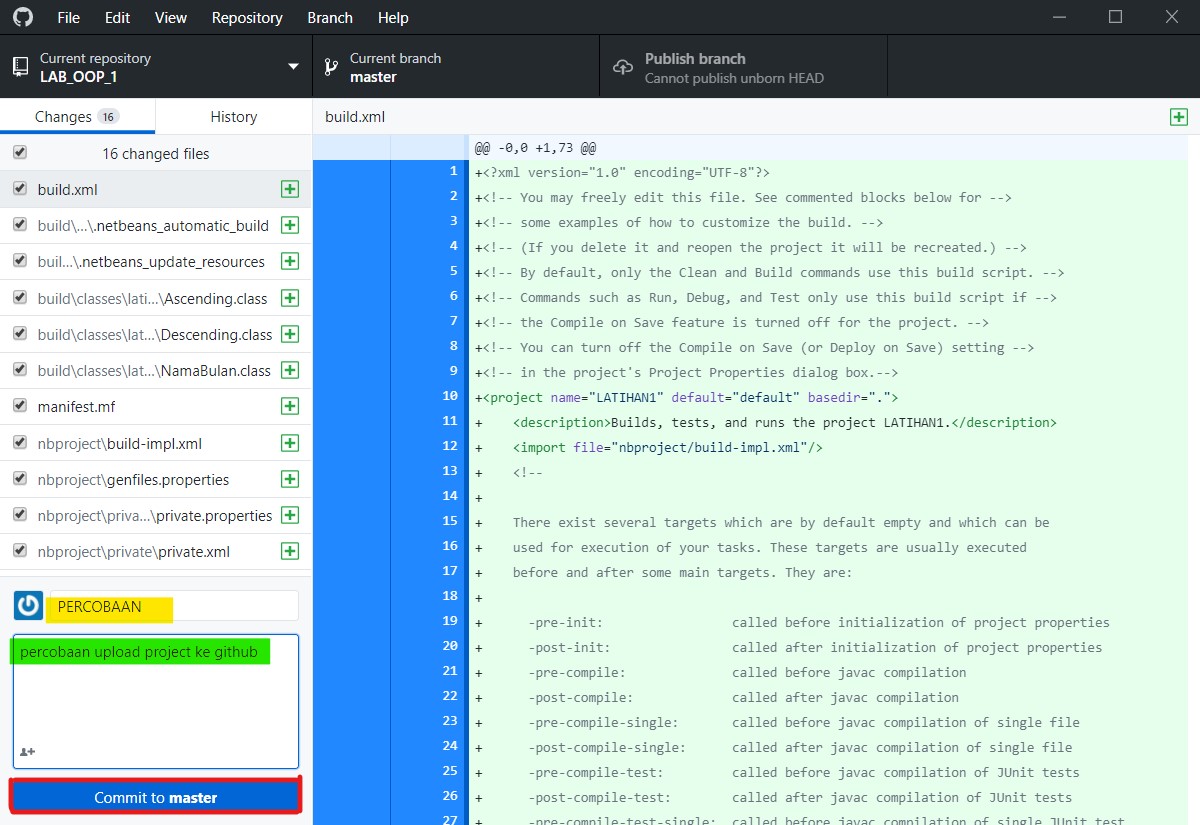 File Edit View Repository Branch Help
Current repository
LAB_OOP_1
Current branch
master
Publish branch
Cannot publish unborn HEAD
Changes 16
History
16 changed files
build.xml
build\...\.netbeans_automatic_build
buil...\.netbeans_update_resources
build\classes\lati...\Ascending.class
build\classes\lat...\Descending.class
build\classes\lat...\NamaBulan.class
manifest.mf
nbproject\build-impl.xml
nbproject\genfiles.properties
nbproject\priva...\private.properties
nbproject\private\private.xml
PERCOBAAN
percobaan upload project ke github
Commit to master
build.xml
@@ -0,0 +1,73 @@
1 +<?xml version="1.0" encoding="UTF-8"?>
2 +<!-- You may freely edit this file. See commented blocks below for -->
3 +<!-- some examples of how to customize the build. -->
4 +<!-- (If you delete it and reopen the project it will be recreated.) -->
5 +<!-- By default, only the Clean and Build commands use this build script. -->
6 +<!-- Commands such as Run, Debug, and Test only use this build script if -->
7 +<!-- the Compile on Save feature is turned off for the project. -->
8 +<!-- You can turn off the Compile on Save (or Deploy on Save) setting -->
9 +<!-- in the project's Project Properties dialog box.-->
10 +<project name="LATIHAN1" default="default" basedir=".">
11 +    <description>Builds, tests, and runs the project LATIHAN1.</description>
12 +    <import file="nbproject/build-impl.xml"/>
13 +    <!--
14 +
15 +    There exist several targets which are by default empty and which can be
16 +    used for execution of your tasks. These targets are usually executed
17 +    before and after some main targets. They are:
18 +
19 +      -pre-init:                 called before initialization of project properties
20 +      -post-init:                called after initialization of project properties
21 +      -pre-compile:              called before javac compilation
22 +      -post-compile:             called after javac compilation
23 +      -pre-compile-single:       called before javac compilation of single file
24 +      -post-compile-single:      called after javac compilation of single file
25 +      -pre-compile-test:         called before javac compilation of JUnit tests
26 +      -post-compile-test:        called after javac compilation of JUnit tests
27 +      -pre-compile-test-single:  called before javac compilation of single JUnit test